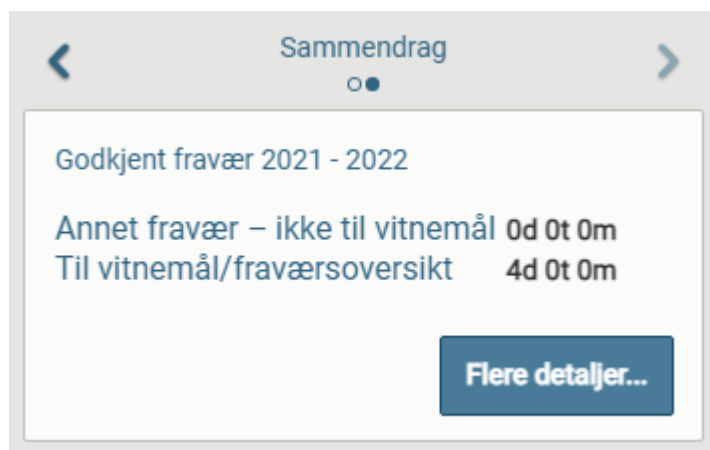 Sammendrag
Godkjent fravær 2021 - 2022
Annet fravær – ikke til vitnemål 0d 0t 0m
Til vitnemål/fraværsoversikt 4d 0t 0m
Flere detaljer...